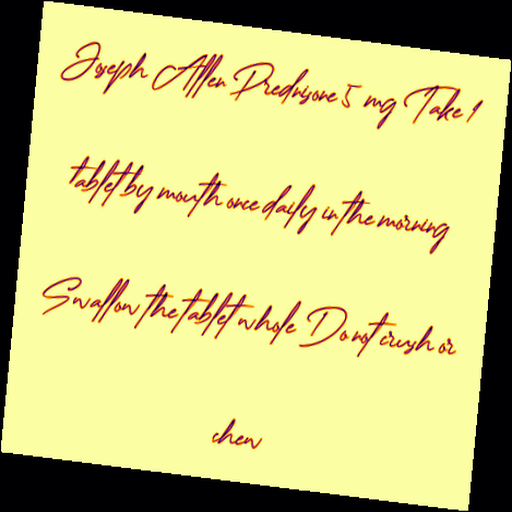 Joseph Allen Prednisone 5 mg Take 1
tablet by mouth once daily in the morning
Swallow the tablet whole Do not crush or
chew